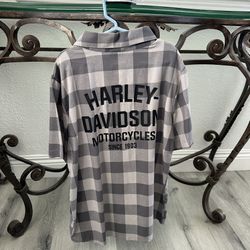 HARLEY-
DAVIDSON
MOTORCYCLES
SINCE 1903